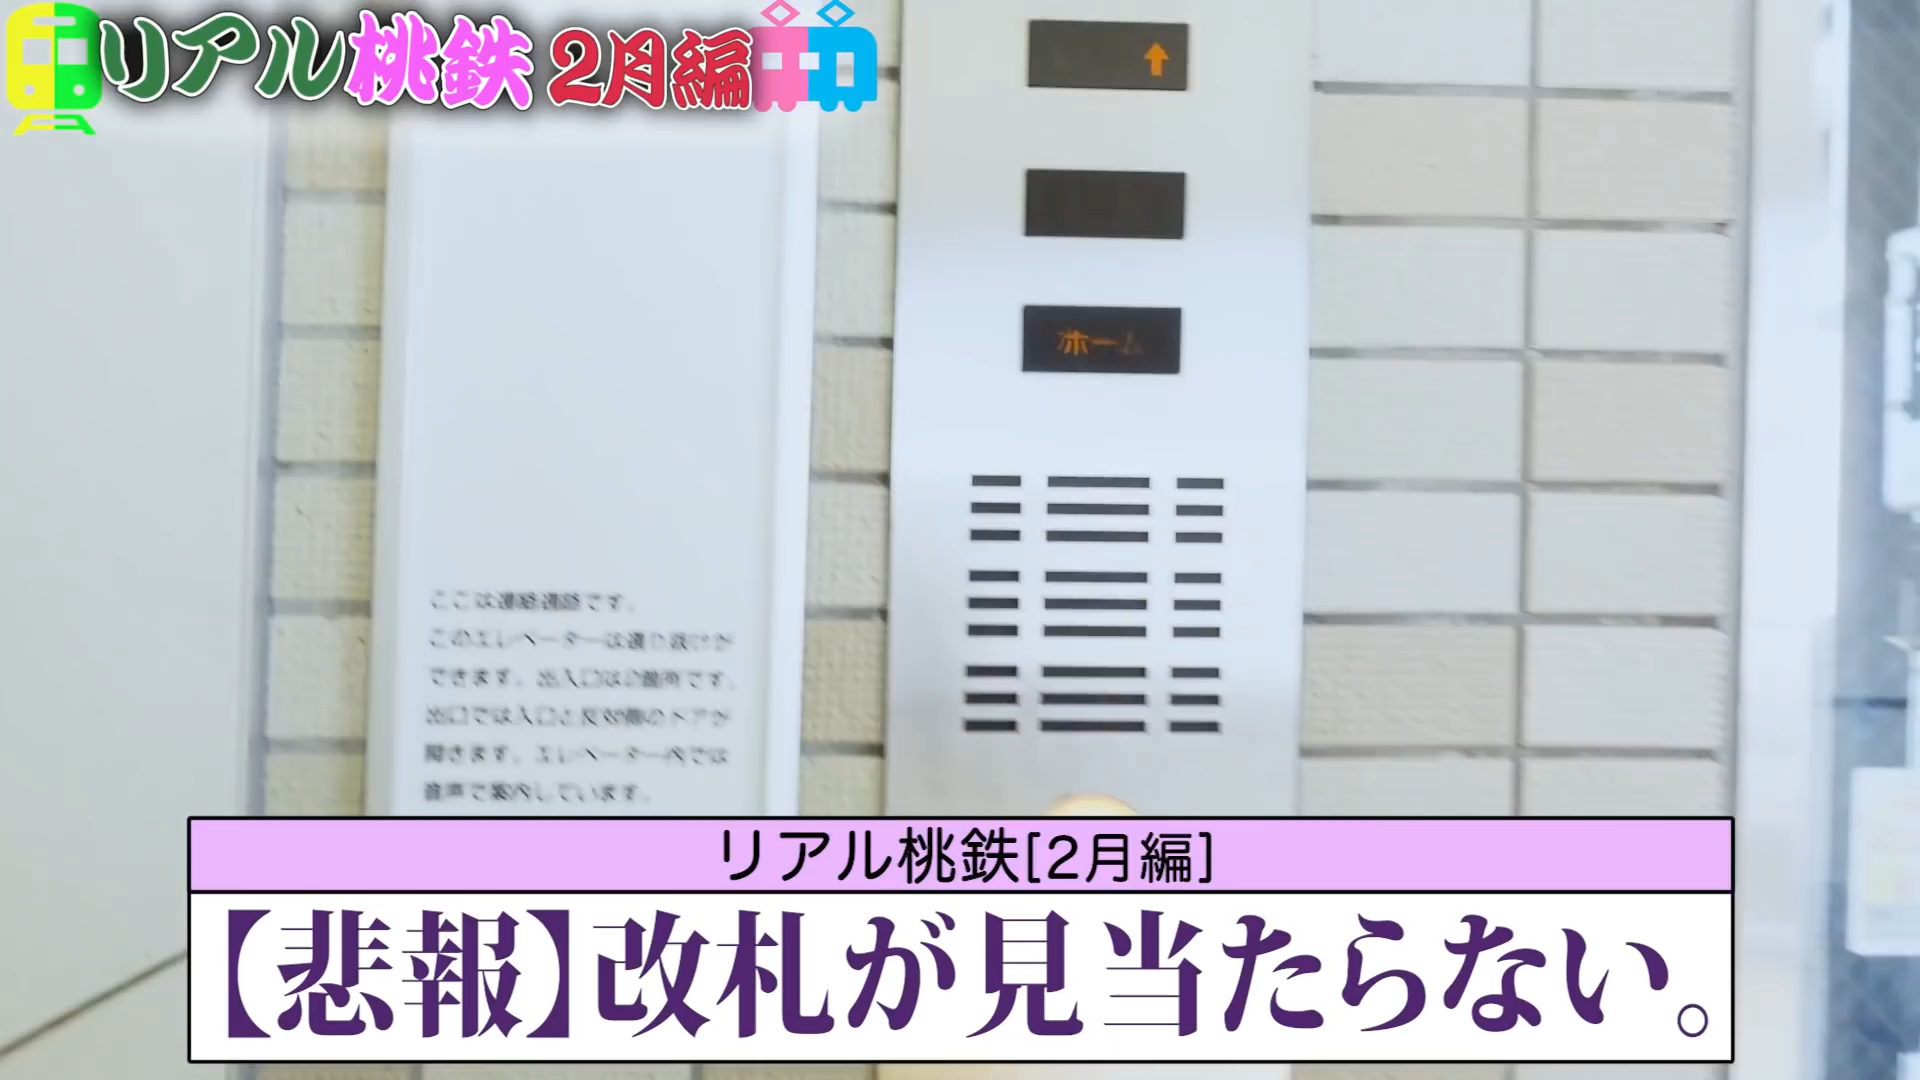 リアル桃鉄 2月編
↑
ホーム
ここは連絡通路です。
このエレベーターは通り抜けが
できます。出入口は2箇所です。
出口では入口と反対側のドアが
開きます。エレベーター内では
音声で案内しています。
リアル桃鉄[2月編]
【悲報】改札が見当たらない。